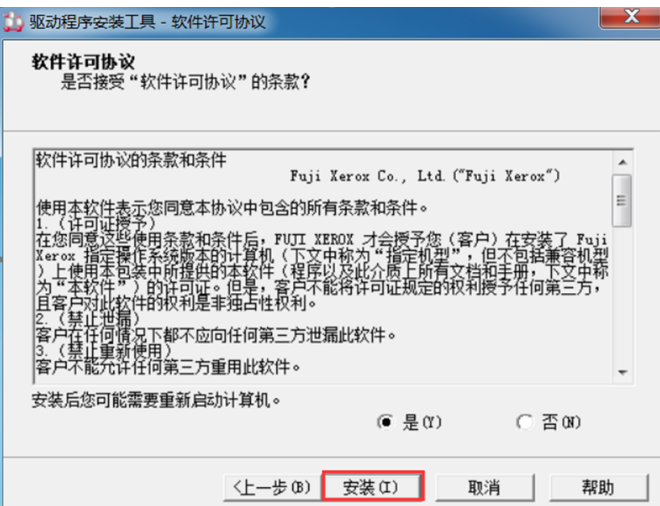 驱动程序安装工具 - 软件许可协议
X
软件许可协议
是否接受“软件许可协议”的条款?
软件许可协议的条款和条件
Fuji Xerox Co., Ltd.("Fuji Xerox")
使用本软件表示您同意本协议中包含的所有条款和条件。
1.（许可证授予）
在您同意这些使用条款和条件后，FUJI XEROX 才会授予您（客户）在安装了 Fuji
Xerox 指定操作系统版本的计算机（下文中称为“指定机型”，但不包括兼容机型
）上使用本包装中所提供的本软件（程序以及此介质上所有文档和手册，下文中称
为“本软件”）的许可证。但是，客户不能将许可证规定的权利授予任何第三方，
且客户对此软件的权利是非独占性权利。
2.（禁止泄漏）
客户在任何情况下都不应向任何第三方泄漏此软件。
3.（禁止重新使用）
客户不能允许任何第三方重用此软件。
安装后您可能需要重新启动计算机。
是(Y) 否(N)
<上一步(B) 安装(I) 取消 帮助